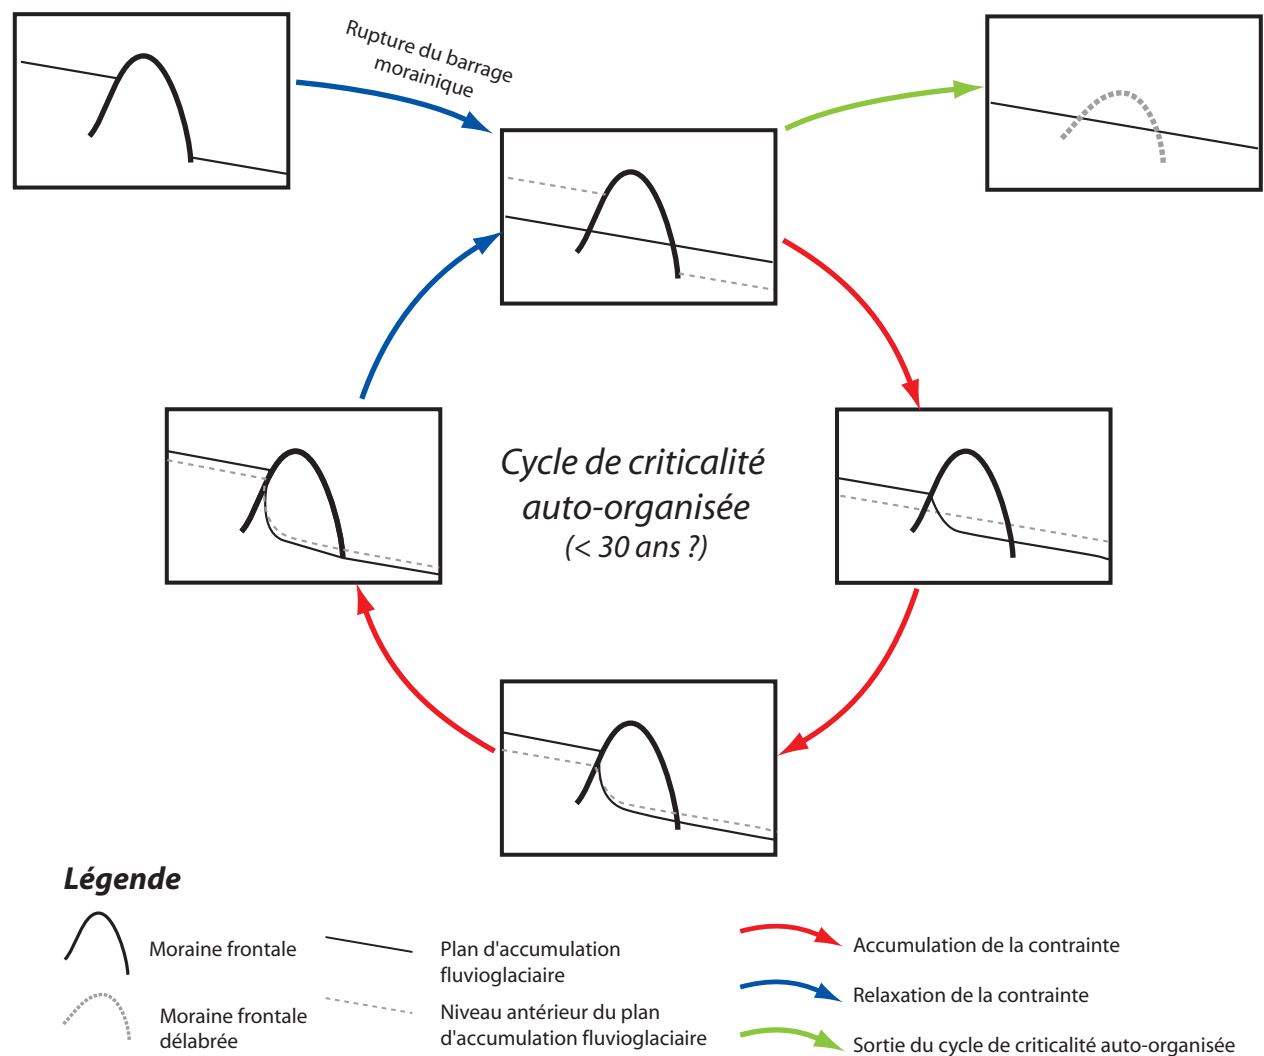 Rupture du barrage
morainique
Cycle de criticalité
auto-organisée
(< 30 ans ?)
Légende
Moraine frontale
Moraine frontale
délabrée
Plan d'accumulation
fluvioglaciaire
Niveau antérieur du plan
d'accumulation fluvioglaciaire
Accumulation de la contrainte
Relaxation de la contrainte
Sortie du cycle de criticalité auto-organisée